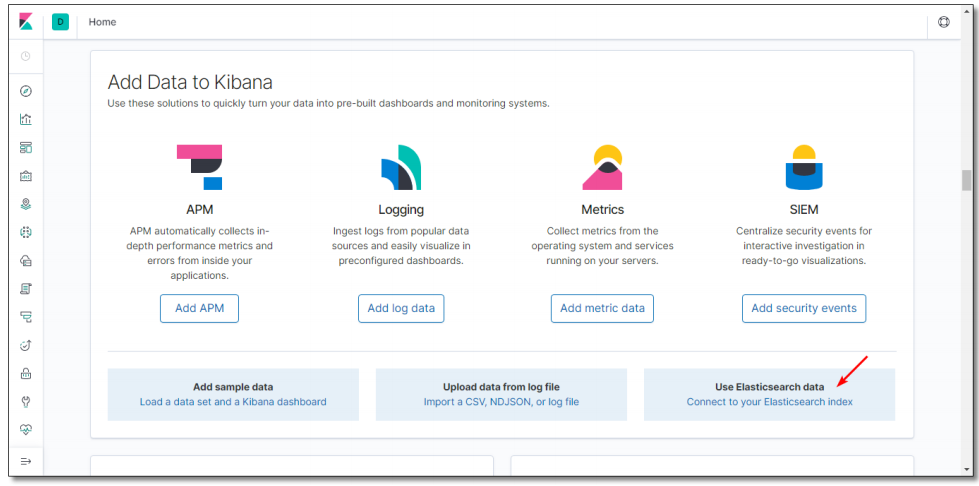 D
Home
Add Data to Kibana
Use these solutions to quickly turn your data into pre-built dashboards and monitoring systems.
APM
APM automatically collects in-
depth performance metrics and
errors from inside your
applications.
Add APM
Logging
Ingest logs from popular data
sources and easily visualize in
preconfigured dashboards.
Add log data
Metrics
Collect metrics from the
operating system and services
running on your servers.
Add metric data
SIEM
Centralize security events for
interactive investigation in
ready-to-go visualizations.
Add security events
Add sample data
Load a data set and a Kibana dashboard
Upload data from log file
Import a CSV, NDJSON, or log file
Use Elasticsearch data
Connect to your Elasticsearch index